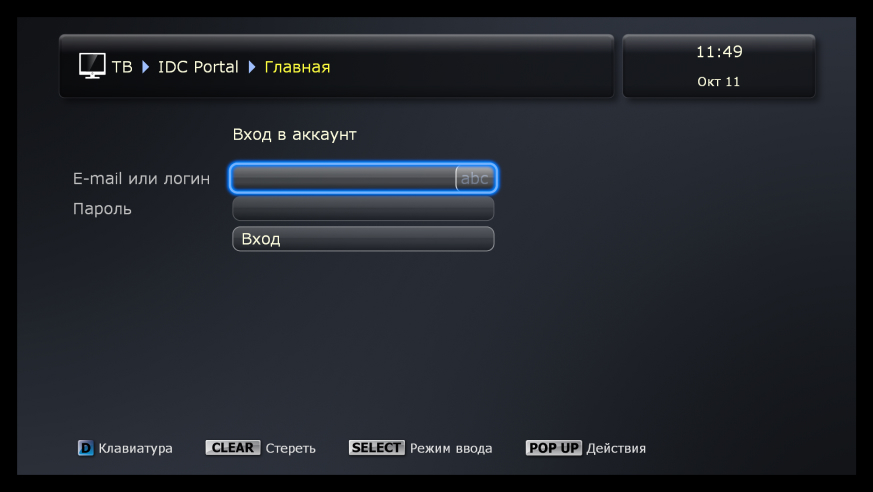 ТВ IDC Portal Главная
11:49
Окт 11
Вход в аккаунт
E-mail или логин
abc
Пароль
Вход
D Клавиатура CLEAR Стереть SELECT Режим ввода POP UP Действия